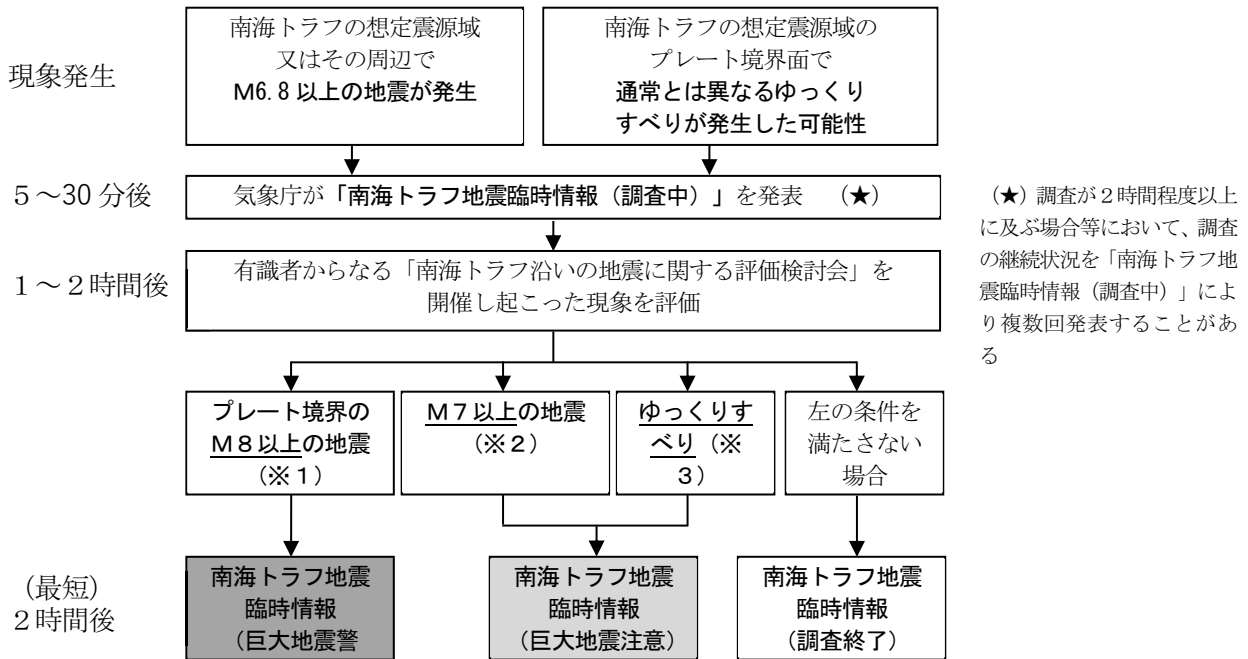 現象発生
南海トラフの想定震源域
又はその周辺で
M6.8以上の地震が発生
南海トラフの想定震源域の
プレート境界面で
通常とは異なるゆっくり
すべりが発生した可能性
5～30分後
気象庁が「南海トラフ地震臨時情報（調査中）」を発表　（★）
（★）調査が２時間程度以上
に及ぶ場合等において、調査
の継続状況を「南海トラフ地
震臨時情報（調査中）」によ
り複数回発表することがあ
る
１～２時間後
有識者からなる「南海トラフ沿いの地震に関する評価検討会」を
開催し起こった現象を評価
プレート境界の
Ｍ８以上の地震
（※１）
Ｍ７以上の地震
（※２）
ゆっくりす
べり（※
３）
左の条件を
満たさない
場合
（最短）
２時間後
南海トラフ地震
臨時情報
（巨大地震警
南海トラフ地震
臨時情報
（巨大地震注意）
南海トラフ地震
臨時情報
（調査終了）